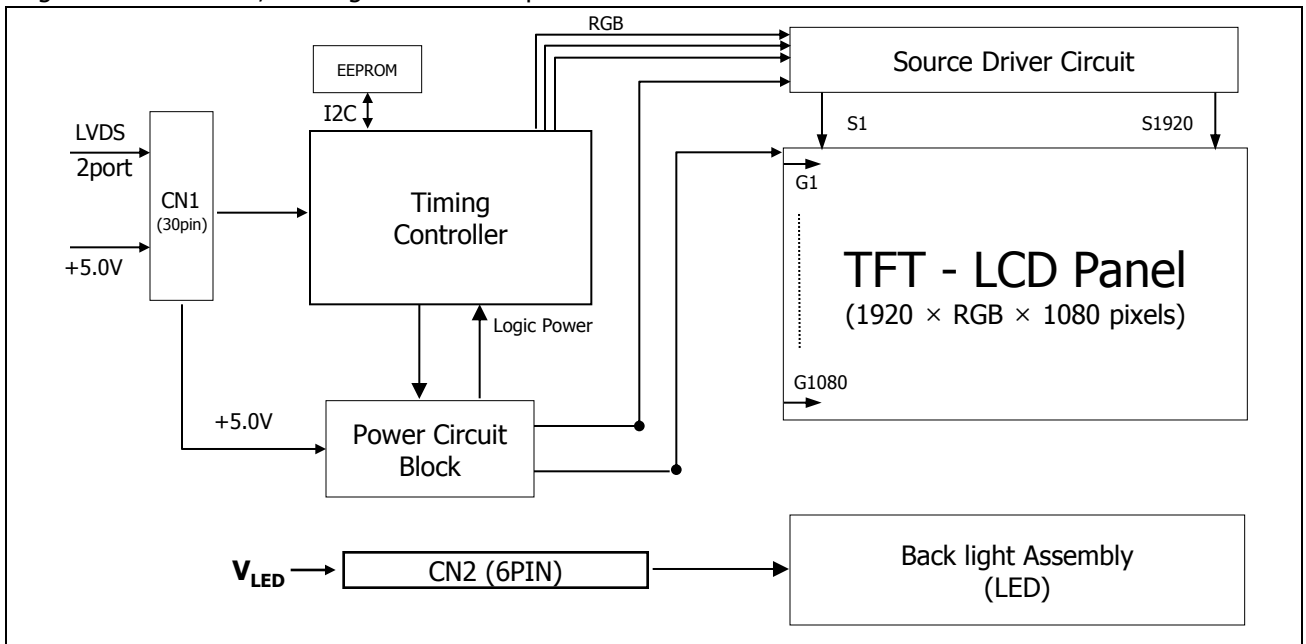 RGB
EEPROM
Source Driver Circuit
I2C
LVDS
2port
S1
S1920
CN1
(30pin)
Timing
Controller
G1
+5.0V
TFT - LCD Panel
(1920 × RGB × 1080 pixels)
Logic Power
G1080
+5.0V
Power Circuit
Block
Back light Assembly
(LED)
V_LED
CN2 (6PIN)